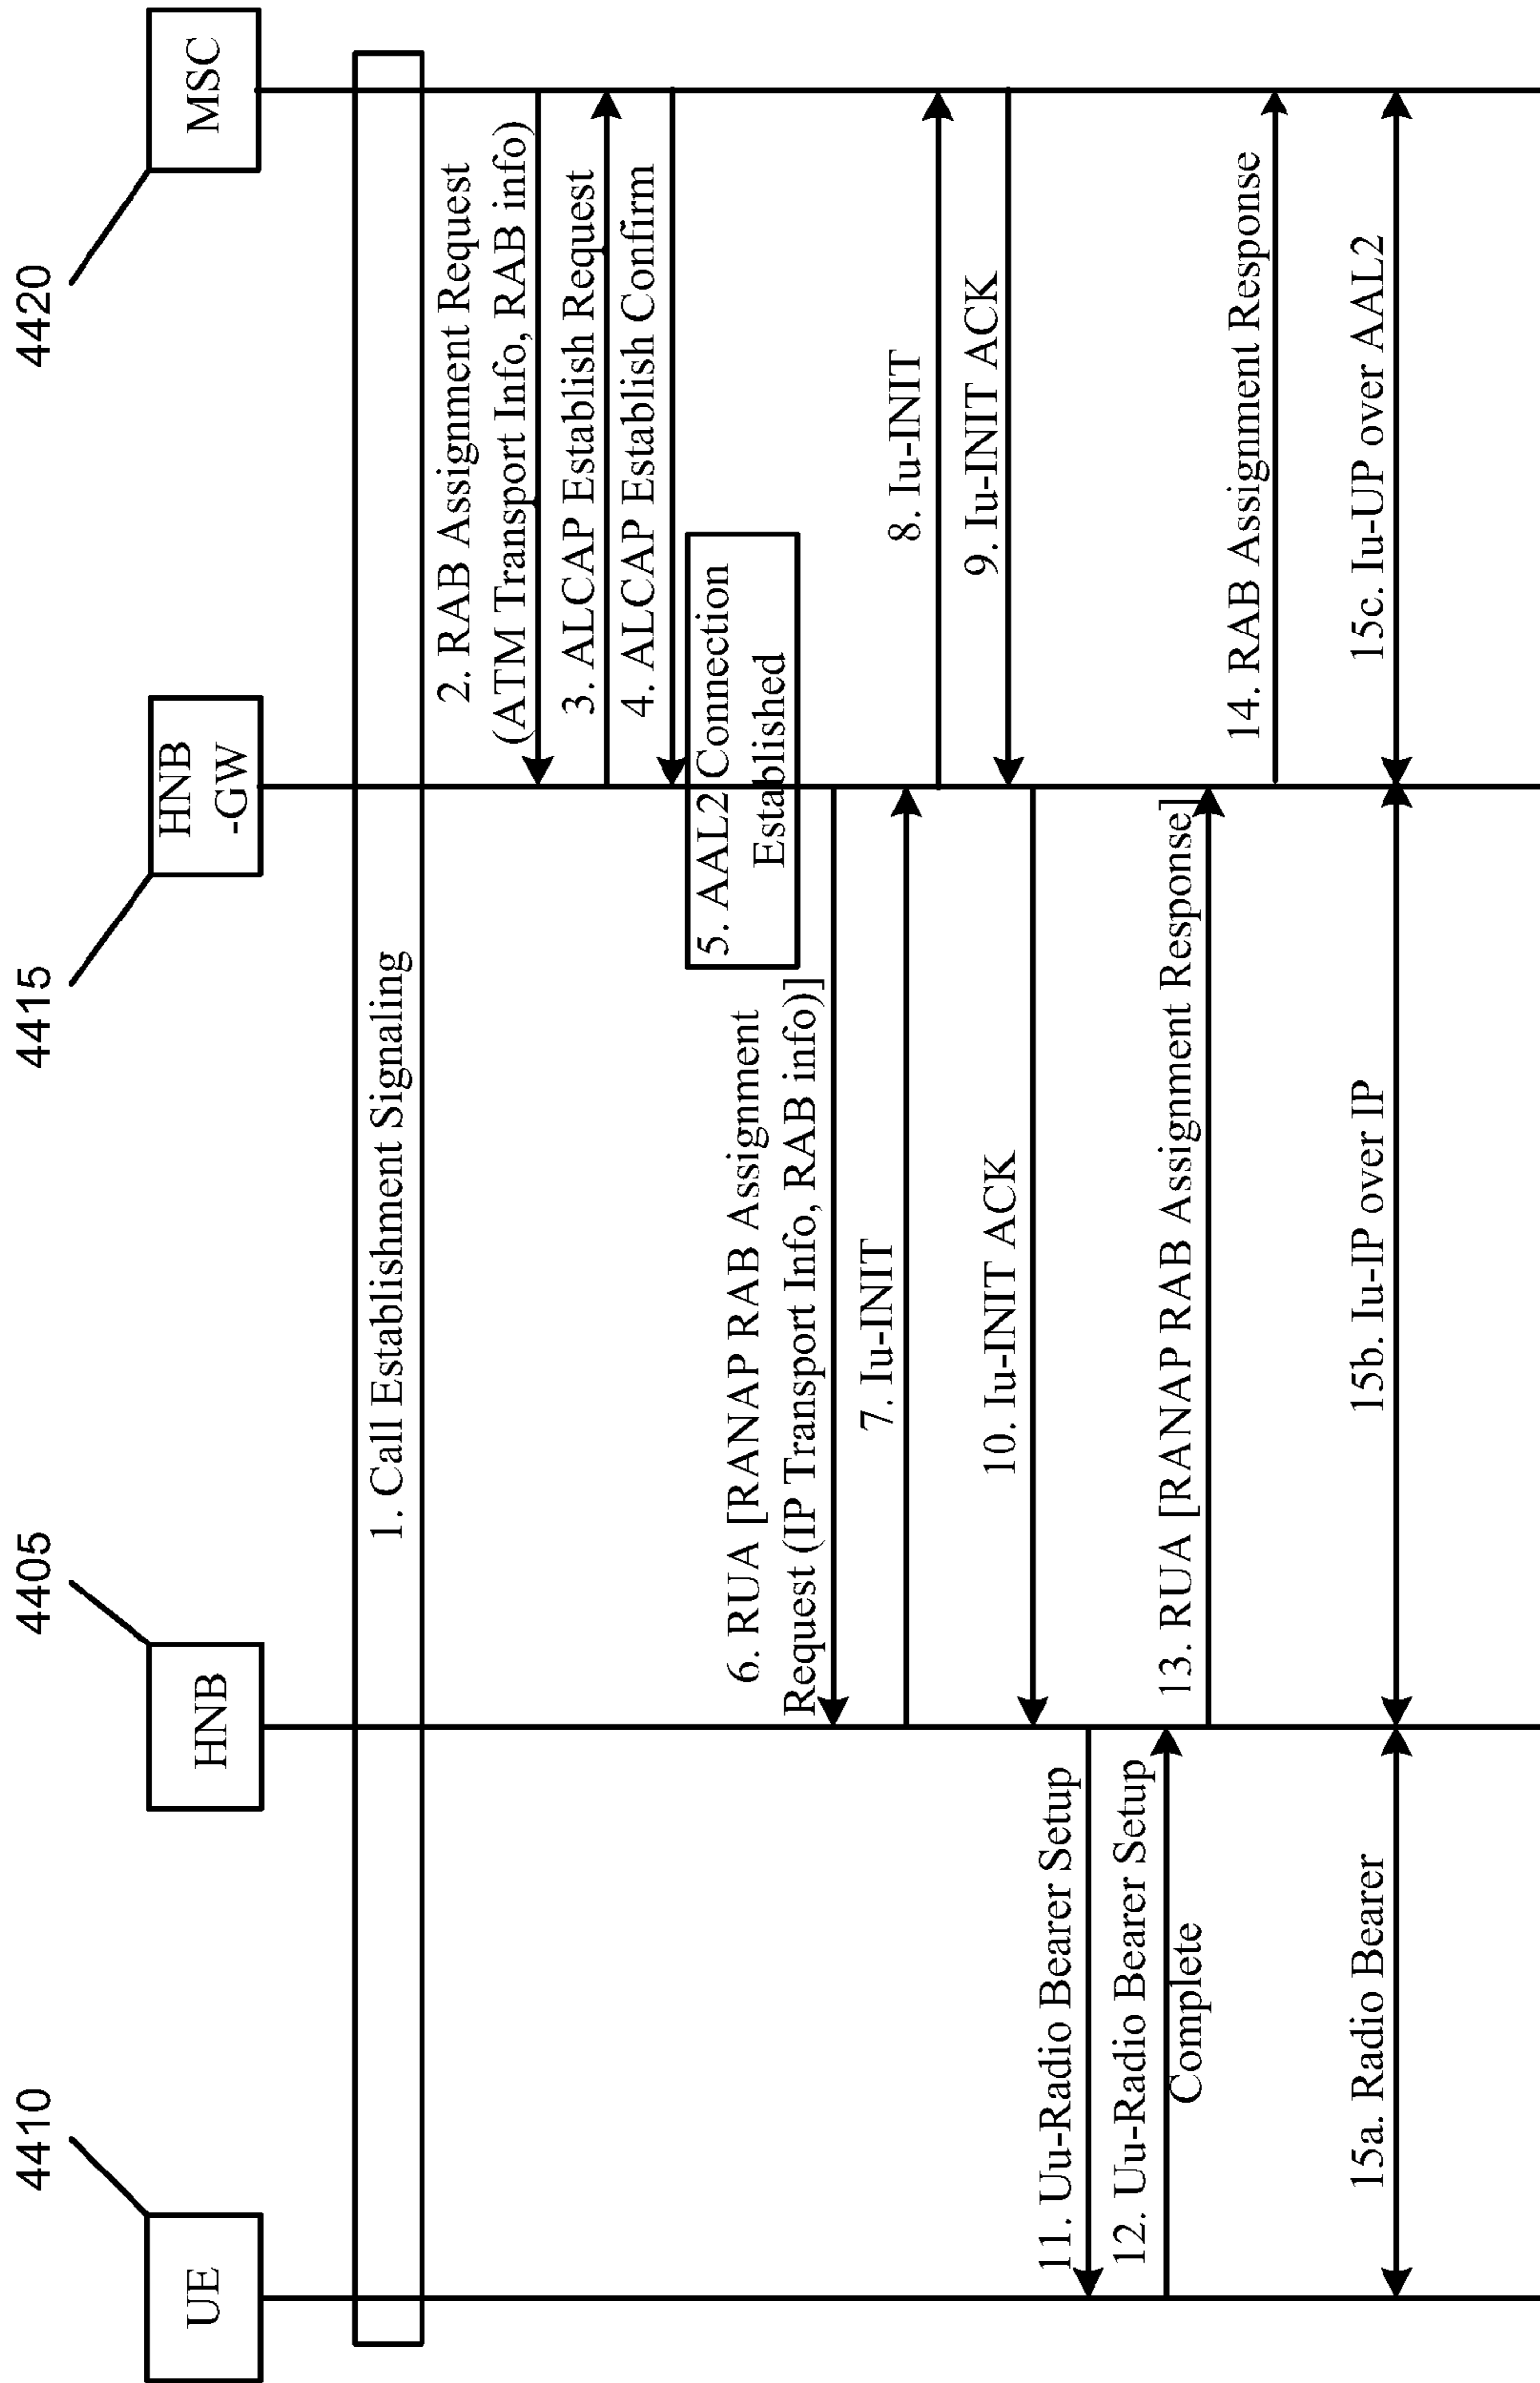 4410
4405
4415
4420
UE
HNB
HNB
-GW
MSC
1. Call Establishment Signaling
2. RAB Assignment Request
(ATM Transport Info, RAB info)
3. ALCAP Establish Request
4. ALCAP Establish Confirm
5. AAL2 Connection
Established
6. RUA [RANAP RAB Assignment
Request (IP Transport Info, RAB info)]
7. Iu-INIT
8. Iu-INIT
9. Iu-INIT ACK
10. Iu-INIT ACK
11. Uu-Radio Bearer Setup
12. Uu-Radio Bearer Setup
Complete
13. RUA [RANAP RAB Assignment Response]
14. RAB Assignment Response
15a. Radio Bearer
15b. Iu-IP over IP
15c. Iu-UP over AAL2